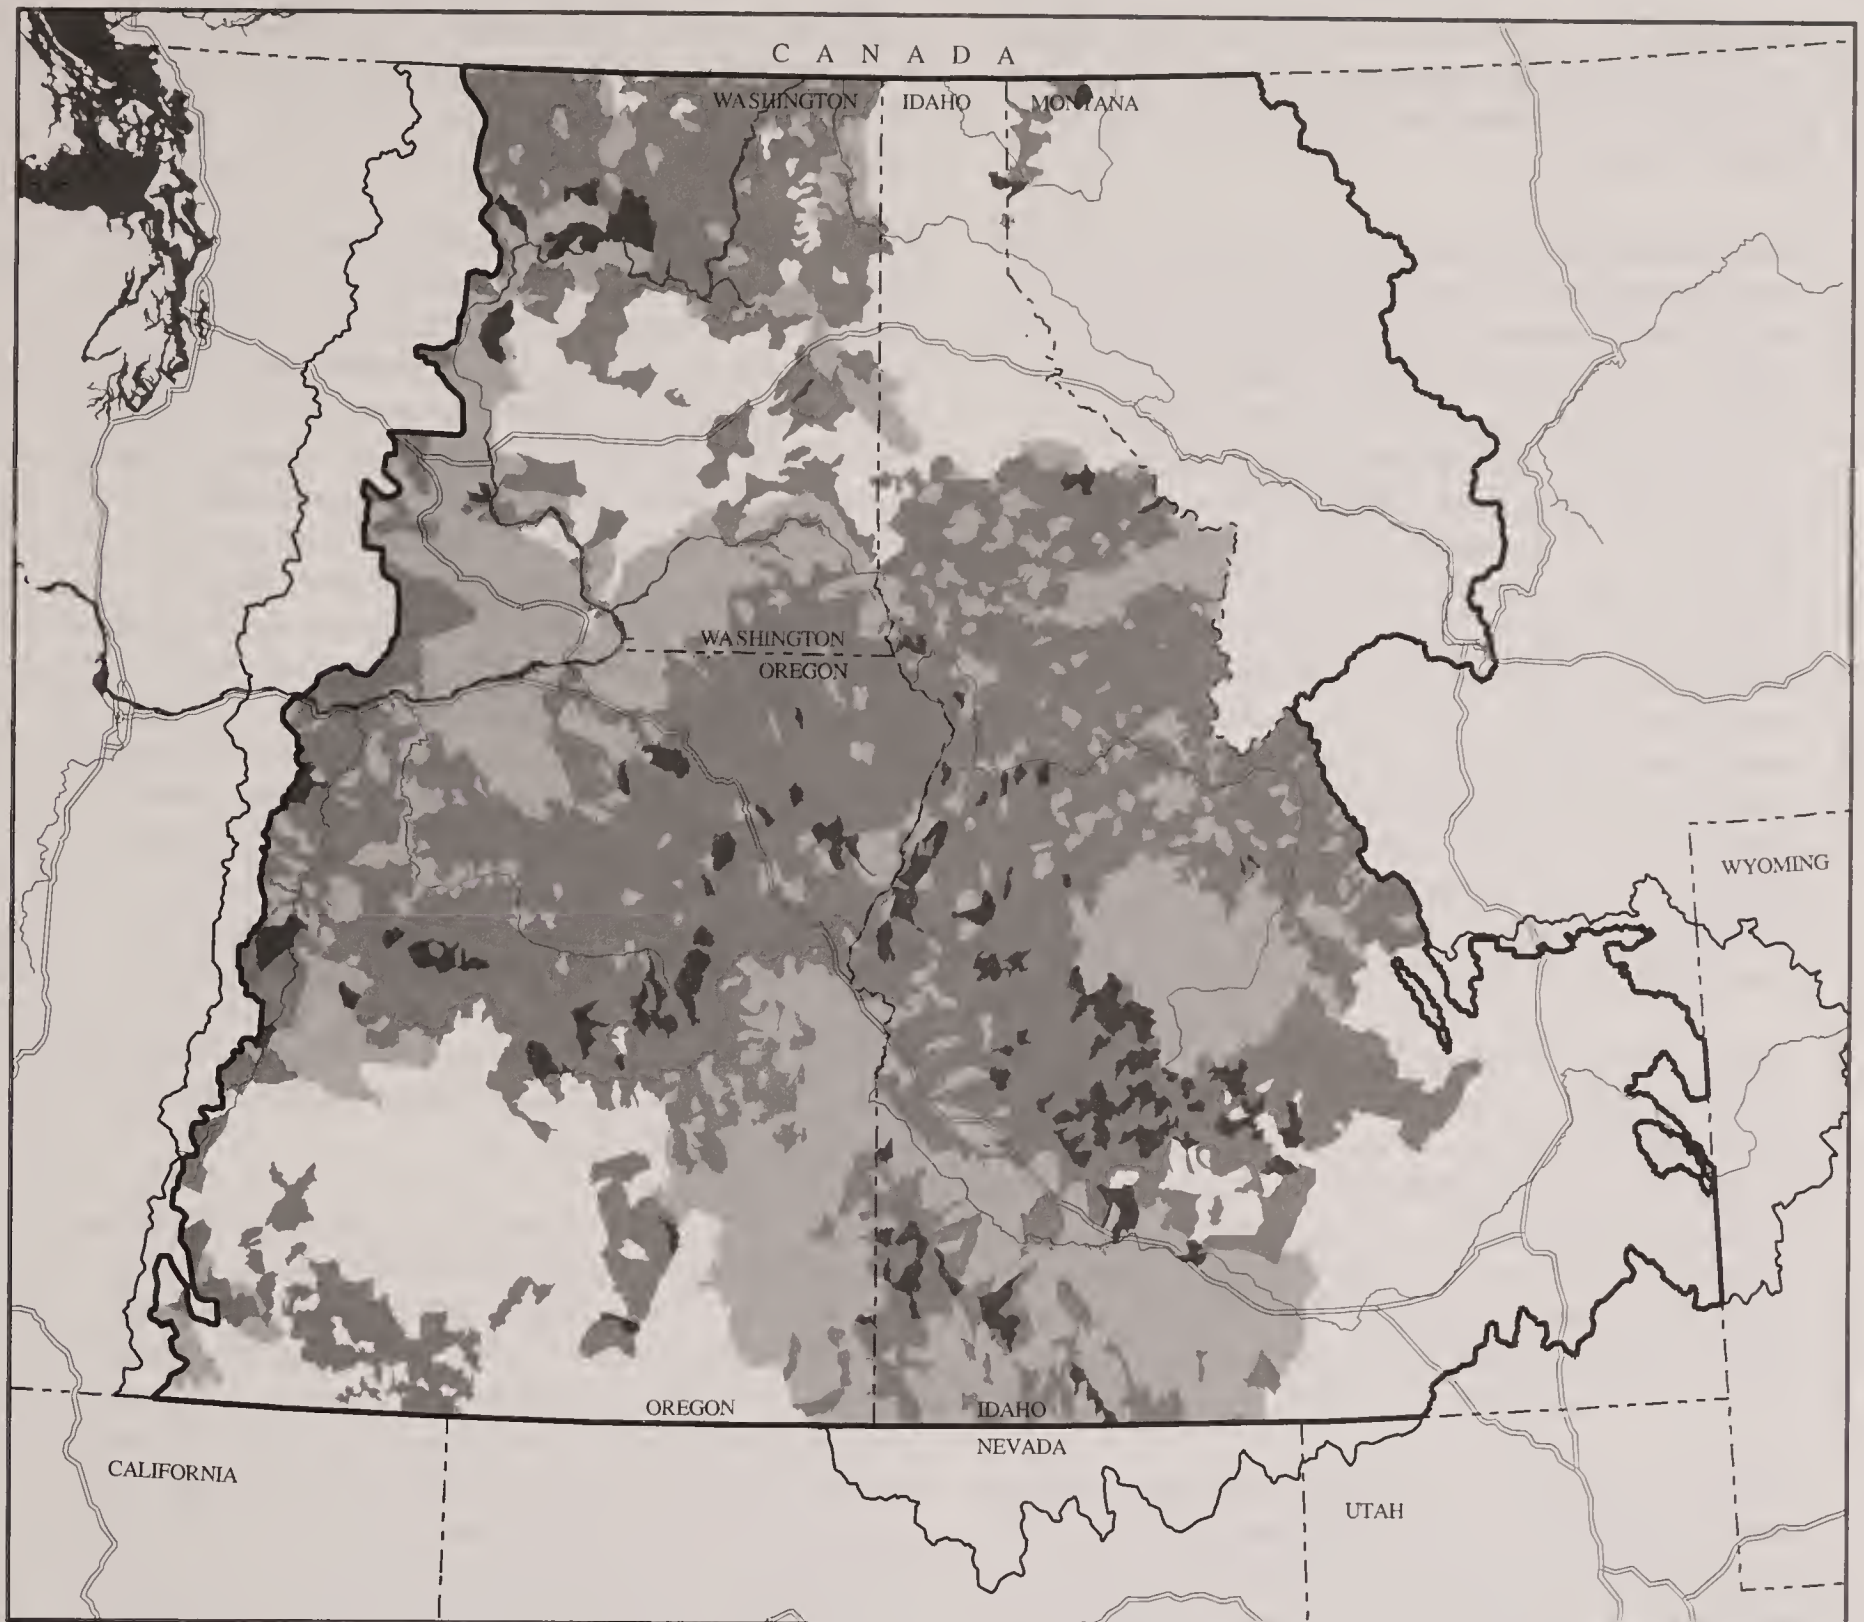 CANADA
WASHINGTON
IDAHO
MONTANA
WASHINGTON
OREGON
WYOMING
OREGON
IDAHO
NEVADA
CALIFORNIA
UTAH